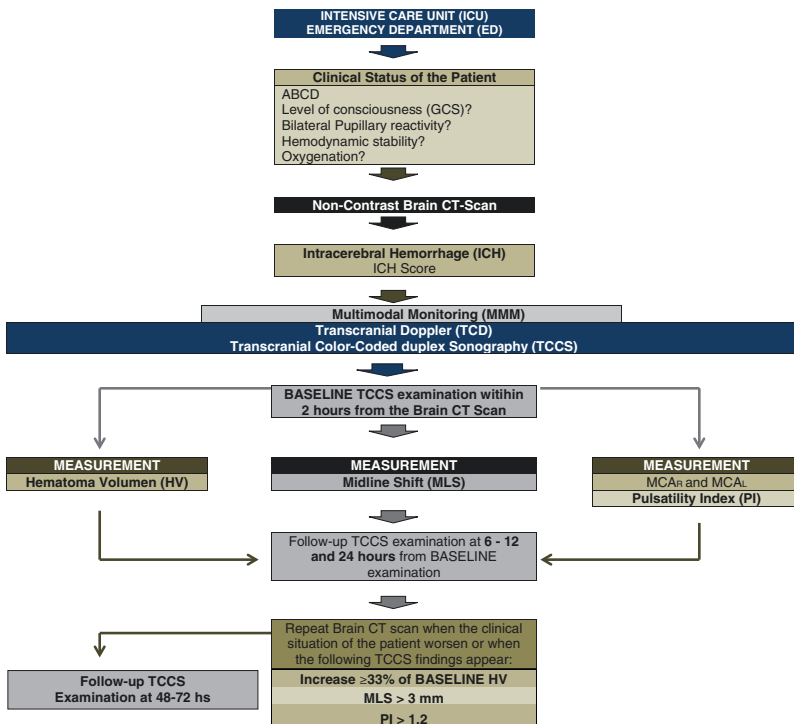 INTENSIVE CARE UNIT (ICU)
EMERGENCY DEPARTMENT (ED)
Clinical Status of the Patient
ABCD
Level of consciousness (GCS)?
Bilateral Pupillary reactivity?
Hemodynamic stability?
Oxygenation?
Non-Contrast Brain CT-Scan
Intracerebral Hemorrhage (ICH)
ICH Score
Multimodal Monitoring (MMM)
Transcranial Doppler (TCD)
Transcranial Color-Coded duplex Sonography (TCCS)
BASELINE TCCS examination withihin
2 hours from the Brain CT Scan
MEASUREMENT
Hematoma Volumen (HV)
MEASUREMENT
Midline Shift (MLS)
MEASUREMENT
MCAR and MCAL
Pulsatility Index (PI)
Follow-up TCCS examination at 6 - 12
and 24 hours from BASELINE
examination
Repeat Brain CT scan when the clinical
situation of the patient worsen or when
the following TCCS findings appear:
Increase ≥33% of BASELINE HV
MLS > 3 mm
PI > 1.2
Follow-up TCCS
Examination at 48-72 hs